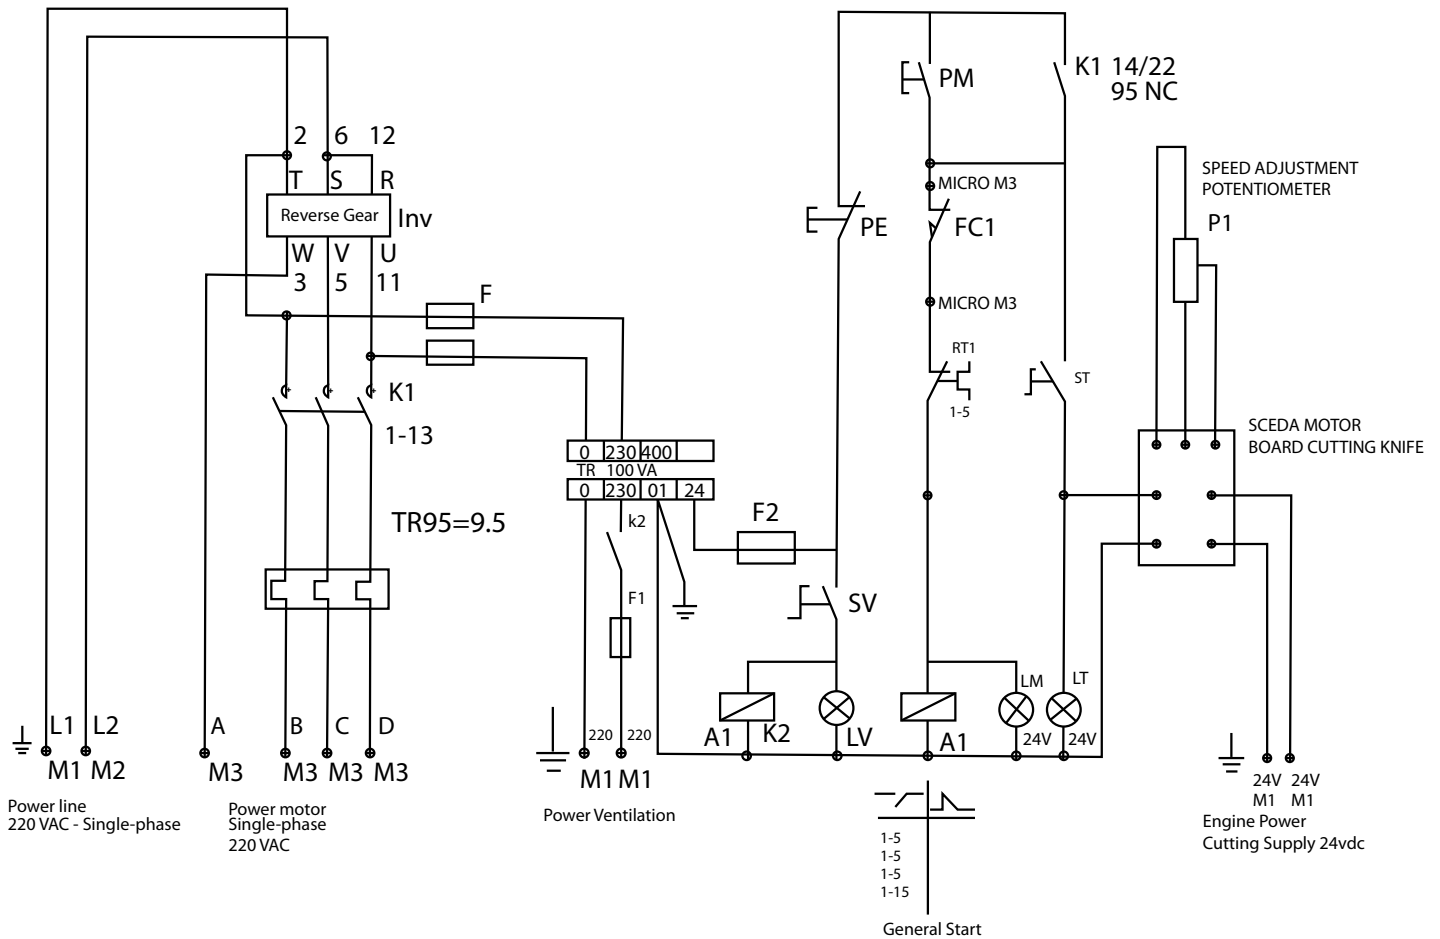 PM
K1 14/22
95 NC
2 6 12
T S R
Reverse Gear
Inv
W V U
3 5 11
F
K1
1-13
TR95=9.5
MICRO M3
PE
FC1
MICRO M3
RT1
1-5
ST
SPEED ADJUSTMENT
POTENTIOMETER
P1
SCEDA MOTOR
BOARD CUTTING KNIFE
0 230 400
TR 100 VA
0 230 01 24
k2
F1
F2
SV
LM
LT
A1 K2
LV
A1
24V
24V
220 220
M1 M1
Power Ventilation
L1 L2
M1 M2
Power line
220 VAC - Single-phase
A B C D
M3 M3 M3 M3
Power motor
Single-phase
220 VAC
1-5
1-5
1-5
1-15
General Start
24V 24V
M1 M1
Engine Power
Cutting Supply 24vdc